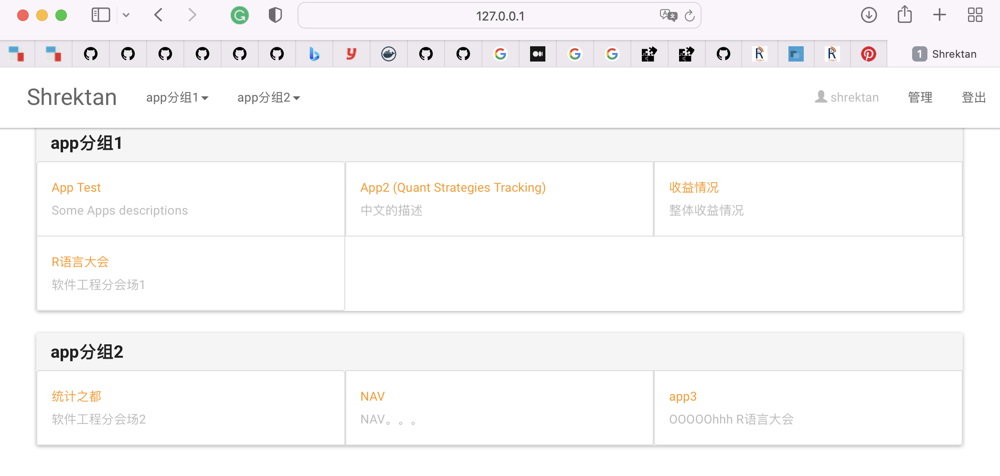 127.0.0.1
1 Shrektan
Shrektan app分组1 app分组2 shrektan 管理 登出
app分组1
App Test
Some Apps descriptions
App2 (Quant Strategies Tracking)
中文的描述
收益情况
整体收益情况
R语言大会
软件工程分会场1
app分组2
统计之都
软件工程分会场2
NAV
NAV。。。
app3
OOOOOhhh R语言大会